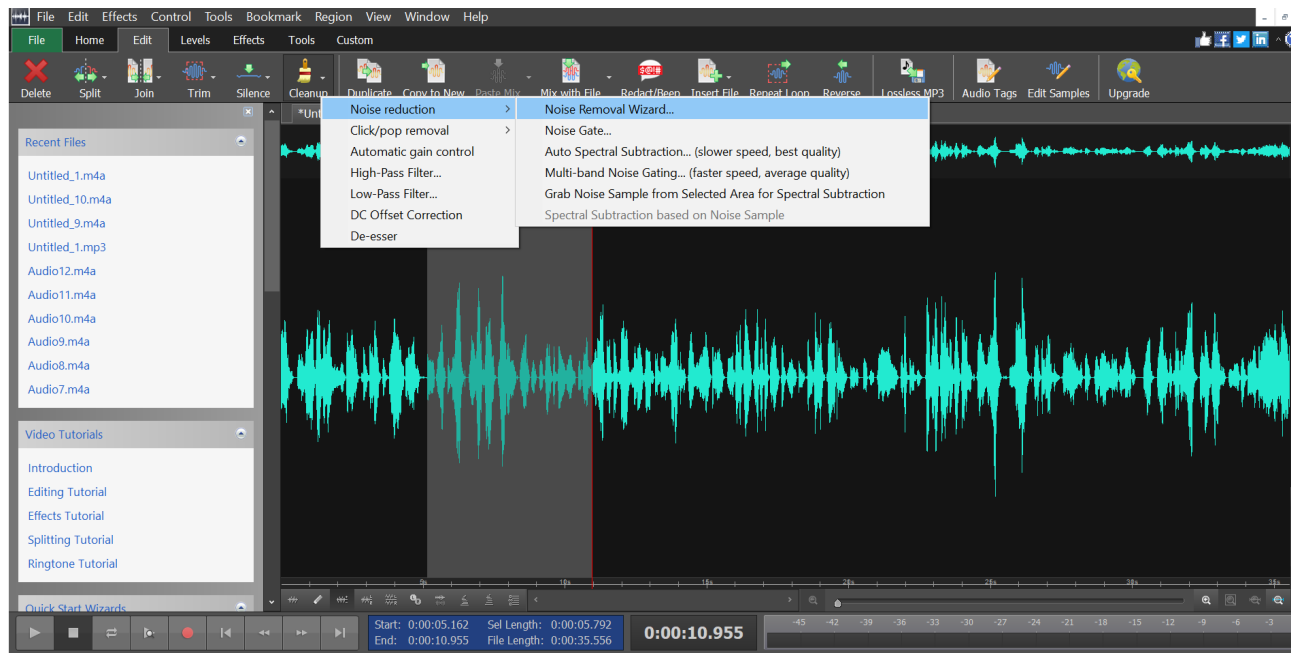 File Edit Effects Control Tools Bookmark Region View Window Help
File Home Edit Levels Effects Tools Custom
Delete Split Join Trim Silence Cleanup Duplicate Copy to New Paste Mix Mix with File Redact/Beep Insert File Repeat Loop Reverse Lossless MP3 Audio Tags Edit Samples Upgrade
*Unt
Noise reduction
Click/pop removal
Automatic gain control
High-Pass Filter...
Low-Pass Filter...
DC Offset Correction
De-esser
Noise Removal Wizard...
Noise Gate...
Auto Spectral Subtraction... (slower speed, best quality)
Multi-band Noise Gating... (faster speed, average quality)
Grab Noise Sample from Selected Area for Spectral Subtraction
Spectral Subtraction based on Noise Sample
Recent Files
Untitled_1.m4a
Untitled_10.m4a
Untitled_9.m4a
Untitled_1.mp3
Audio12.m4a
Audio11.m4a
Audio10.m4a
Audio9.m4a
Audio8.m4a
Audio7.m4a
Video Tutorials
Introduction
Editing Tutorial
Effects Tutorial
Splitting Tutorial
Ringtone Tutorial
Quick Start Wizards
5s 10s 15s 20s 25s 30s 35s
Start: 0:00:05.162 Sel Length: 0:00:05.792
End: 0:00:10.955 File Length: 0:00:35.556
0:00:10.955
-45 -42 -39 -36 -33 -30 -27 -24 -21 -18 -15 -12 -9 -6 -3